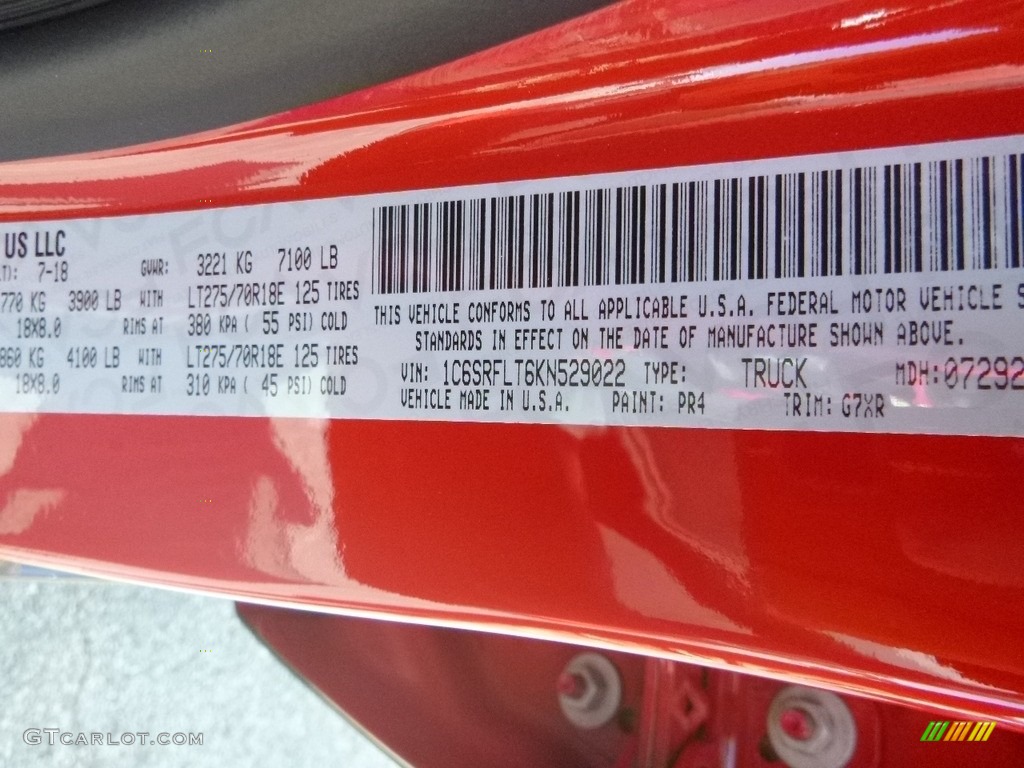 US LLC
LT): 7-18 GVWR: 3221 KG 7100 LB
770 KG 3900 LB WITH LT275/70R18E 125 TIRES
18X8.0 RIMS AT 380 KPA ( 55 PSI) COLD
860 KG 4100 LB WITH LT275/70R18E 125 TIRES
18X8.0 RIMS AT 310 KPA ( 45 PSI) COLD
THIS VEHICLE CONFORMS TO ALL APPLICABLE U.S.A. FEDERAL MOTOR VEHICLE S
STANDARDS IN EFFECT ON THE DATE OF MANUFACTURE SHOWN ABOVE.
VIN: 1C6SRFLT6KN529022 TYPE: TRUCK MDH:07292
VEHICLE MADE IN U.S.A. PAINT: PR4 TRIM: G7XR
GTCARLOT.COM